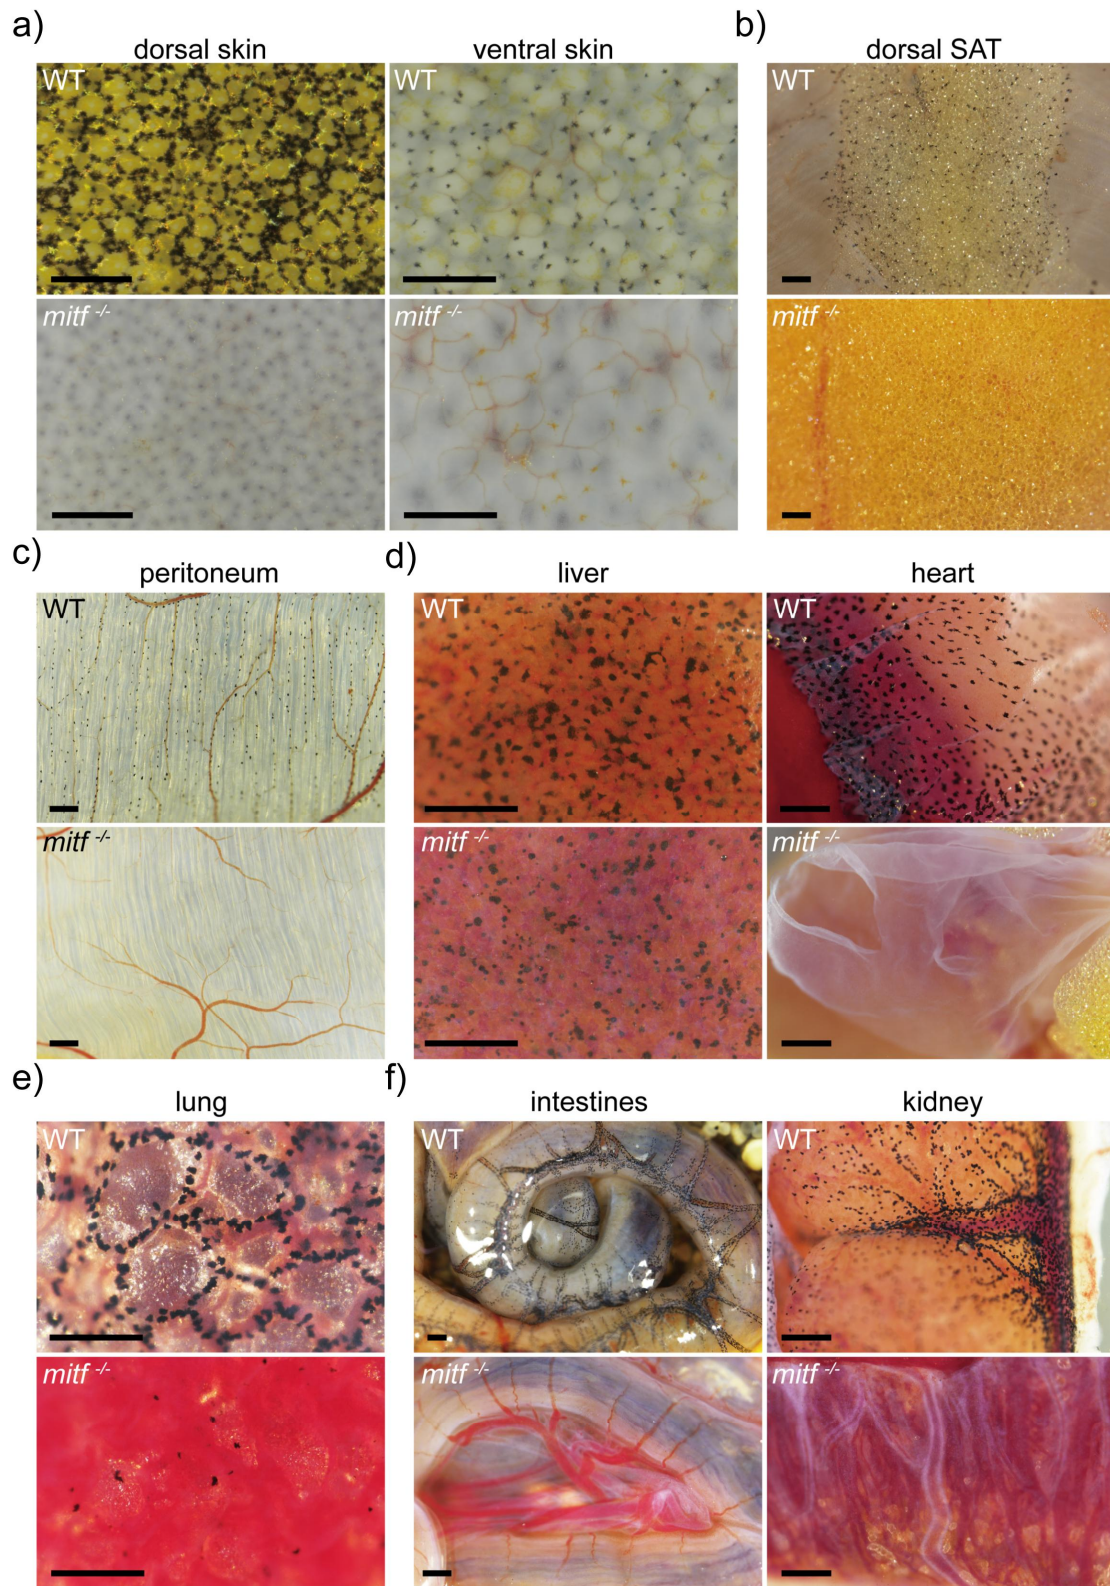 a)
dorsal skin
ventral skin
b)
dorsal SAT
WT
WT
WT
mitf -/-
mitf -/-
mitf -/-
c)
peritoneum
d)
liver
heart
WT
WT
WT
mitf -/-
mitf -/-
mitf -/-
e)
lung
f)
intestines
kidney
WT
WT
WT
mitf -/-
mitf -/-
mitf -/-